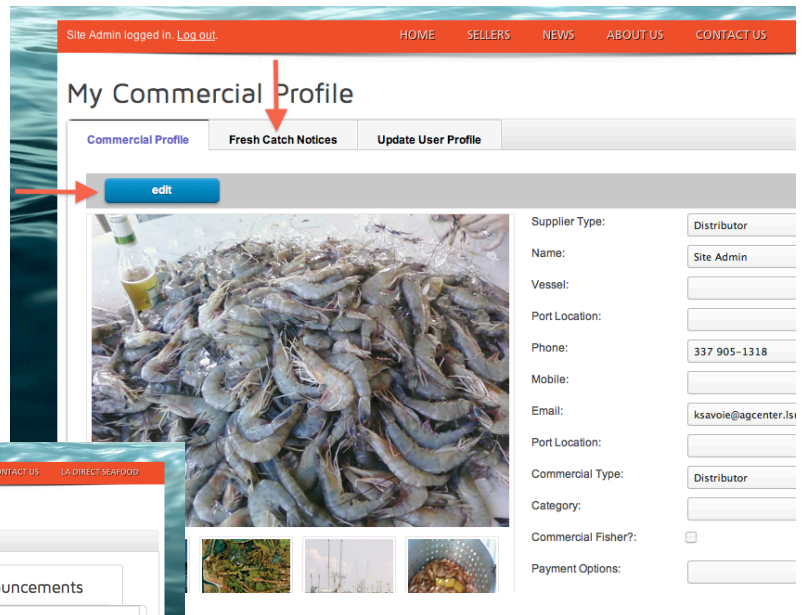 Site Admin logged in. Log out.
HOME SELLERS NEWS ABOUT US CONTACT US
My Commercial Profile
Commercial Profile Fresh Catch Notices Update User Profile
edit
Supplier Type: Distributor
Name: Site Admin
Vessel:
Port Location:
Phone: 337 905-1318
Mobile:
Email: ksavoie@agcenter.ls
Port Location:
Commercial Type: Distributor
Category:
Commercial Fisher?:
Payment Options:
NTACT US LA DIRECT SEAFOOD
uncements